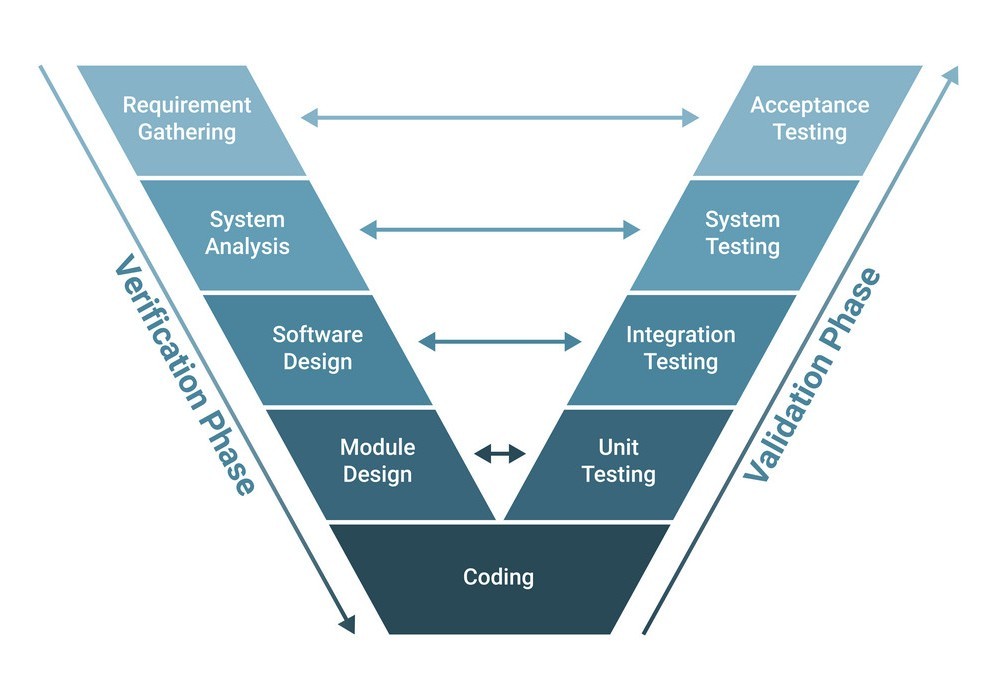 Requirement
Gathering
Acceptance
Testing
System
Analysis
System
Testing
Software
Design
Integration
Testing
Module
Design
Unit
Testing
Coding
Verification Phase
Validation Phase